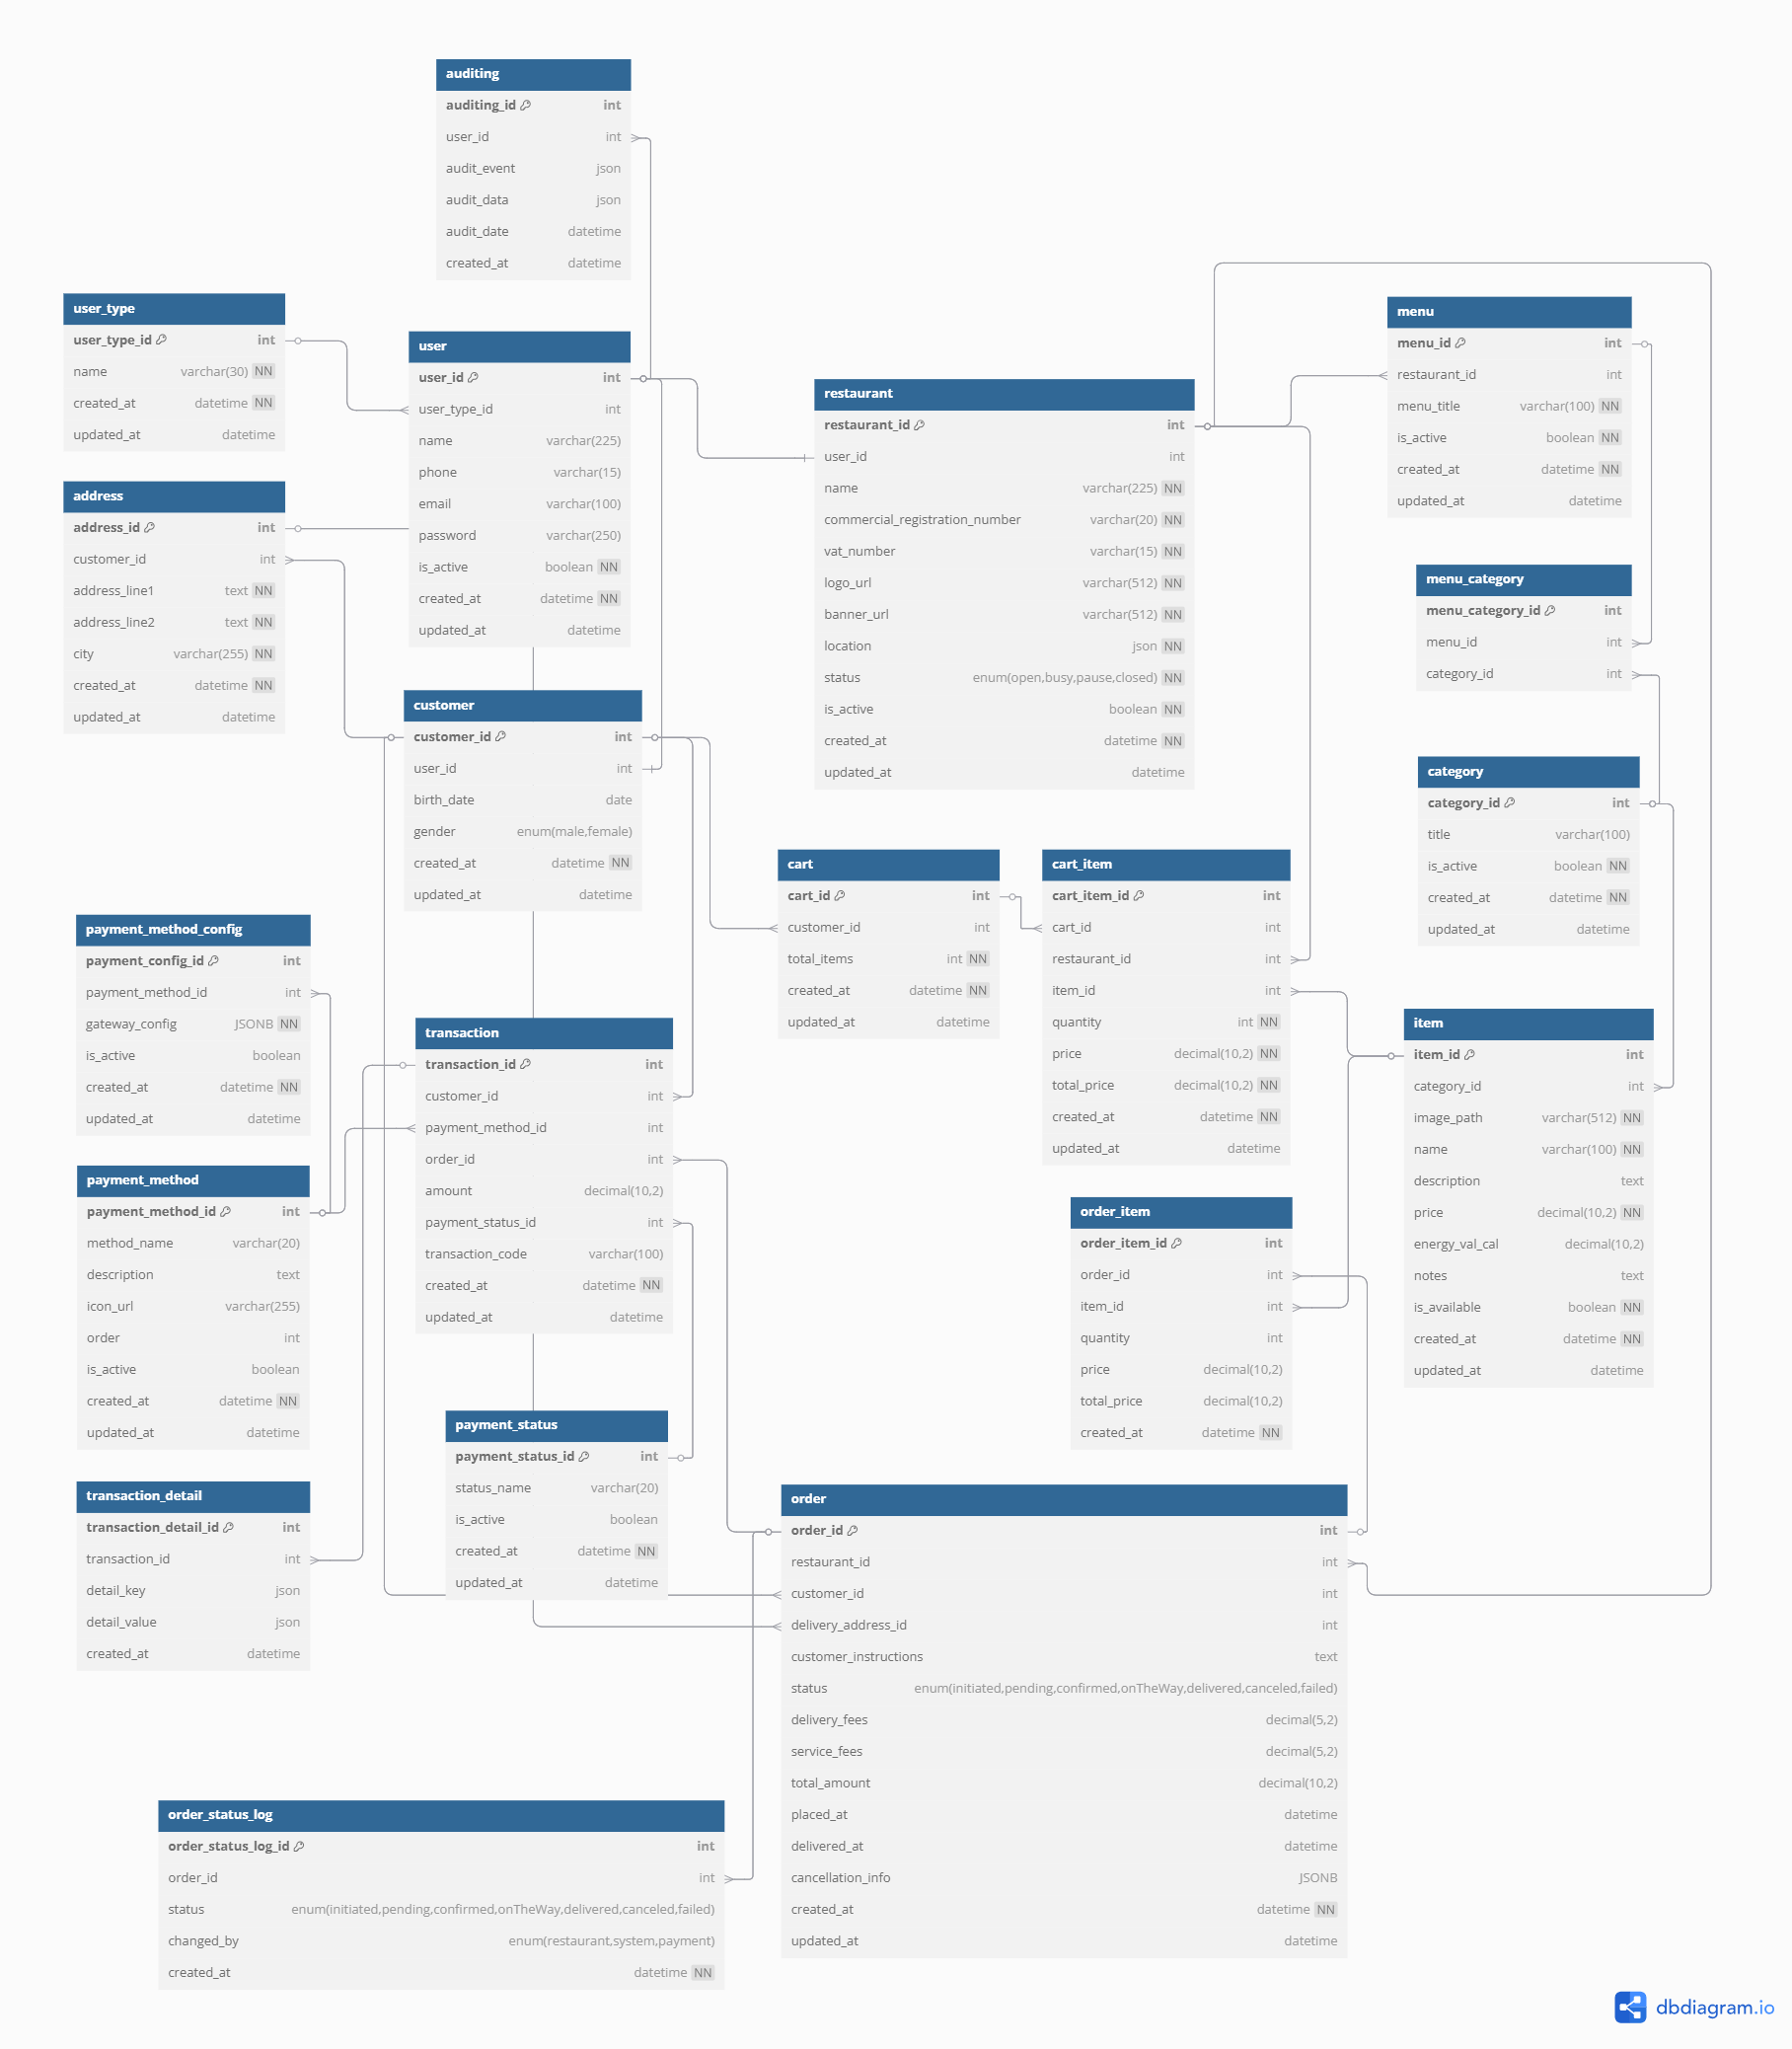 auditing
auditing_id int
user_id int
audit_event json
audit_data json
audit_date datetime
created_at datetime
user_type
user_type_id int
name varchar(30) NN
created_at datetime NN
updated_at datetime
user
user_id int
user_type_id int
name varchar(225)
phone varchar(15)
email varchar(100)
password varchar(250)
is_active boolean NN
created_at datetime NN
updated_at datetime
address
address_id int
customer_id int
address_line1 text NN
address_line2 text NN
city varchar(255) NN
created_at datetime NN
updated_at datetime
restaurant
restaurant_id int
user_id int
name varchar(225) NN
commercial_registration_number varchar(20) NN
vat_number varchar(15) NN
logo_url varchar(512) NN
banner_url varchar(512) NN
location json NN
status enum(open,busy,pause,closed) NN
is_active boolean NN
created_at datetime NN
updated_at datetime
menu
menu_id int
restaurant_id int
menu_title varchar(100) NN
is_active boolean NN
created_at datetime NN
updated_at datetime
menu_category
menu_category_id int
menu_id int
category_id int
customer
customer_id int
user_id int
birth_date date
gender enum(male,female)
created_at datetime NN
updated_at datetime
category
category_id int
title varchar(100)
is_active boolean NN
created_at datetime NN
updated_at datetime
cart
cart_id int
customer_id int
total_items int NN
created_at datetime NN
updated_at datetime
cart_item
cart_item_id int
cart_id int
restaurant_id int
item_id int
quantity int NN
price decimal(10,2) NN
total_price decimal(10,2) NN
created_at datetime NN
updated_at datetime
payment_method_config
payment_config_id int
payment_method_id int
gateway_config JSONB NN
is_active boolean
created_at datetime NN
updated_at datetime
transaction
transaction_id int
customer_id int
payment_method_id int
order_id int
amount decimal(10,2)
payment_status_id int
transaction_code varchar(100)
created_at datetime NN
updated_at datetime
item
item_id int
category_id int
image_path varchar(512) NN
name varchar(100) NN
description text
price decimal(10,2) NN
energy_val_cal decimal(10,2)
notes text
is_available boolean NN
created_at datetime NN
updated_at datetime
payment_method
payment_method_id int
method_name varchar(20)
description text
icon_url varchar(255)
order int
is_active boolean
created_at datetime NN
updated_at datetime
order_item
order_item_id int
order_id int
item_id int
quantity int
price decimal(10,2)
total_price decimal(10,2)
created_at datetime NN
payment_status
payment_status_id int
status_name varchar(20)
is_active boolean
created_at datetime NN
updated_at datetime
transaction_detail
transaction_detail_id int
transaction_id int
detail_key json
detail_value json
created_at datetime
order
order_id int
restaurant_id int
customer_id int
delivery_address_id int
customer_instructions text
status enum(initiated,pending,confirmed,onTheWay,delivered,canceled,failed)
delivery_fees decimal(5,2)
service_fees decimal(5,2)
total_amount decimal(10,2)
placed_at datetime
delivered_at datetime
cancellation_info JSONB
created_at datetime NN
updated_at datetime
order_status_log
order_status_log_id int
order_id int
status enum(initiated,pending,confirmed,onTheWay,delivered,canceled,failed)
changed_by enum(restaurant,system,payment)
created_at datetime NN
dbdiagram.io